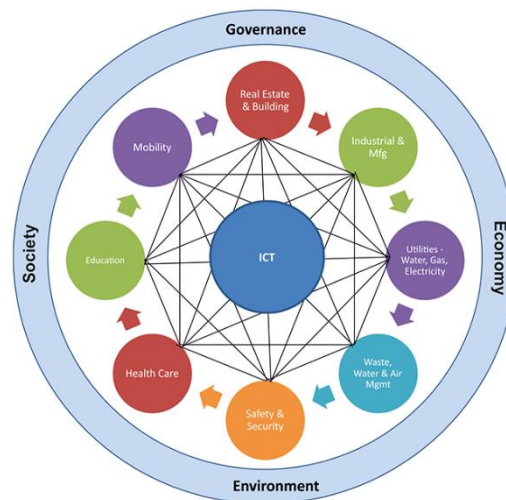 Governance
Real Estate
& Building
Industrial &
Mfg
Utilities -
Water, Gas,
Electricity
Waste,
Water & Air
Mgmt
Safety &
Security
Health Care
Education
Mobility
ICT
Society
Economy
Environment